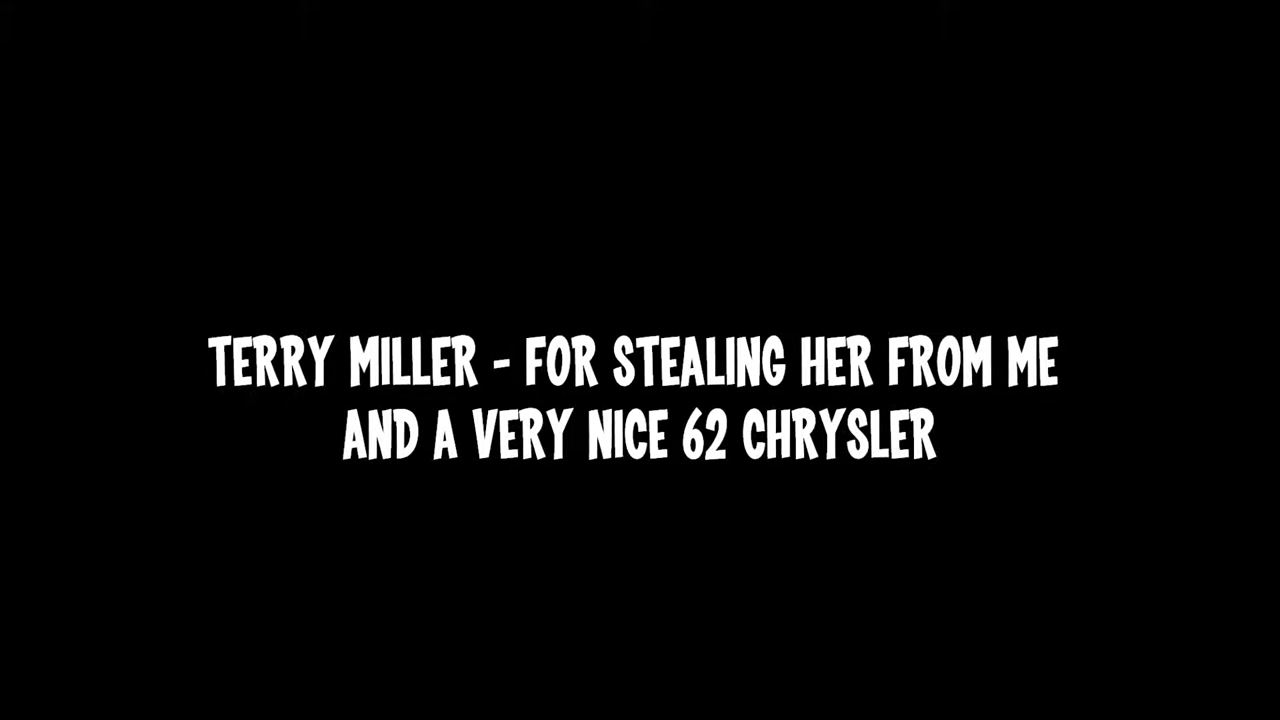 TERRY MILLER - FOR STEALING HER FROM ME
AND A VERY NICE 62 CHRYSLER